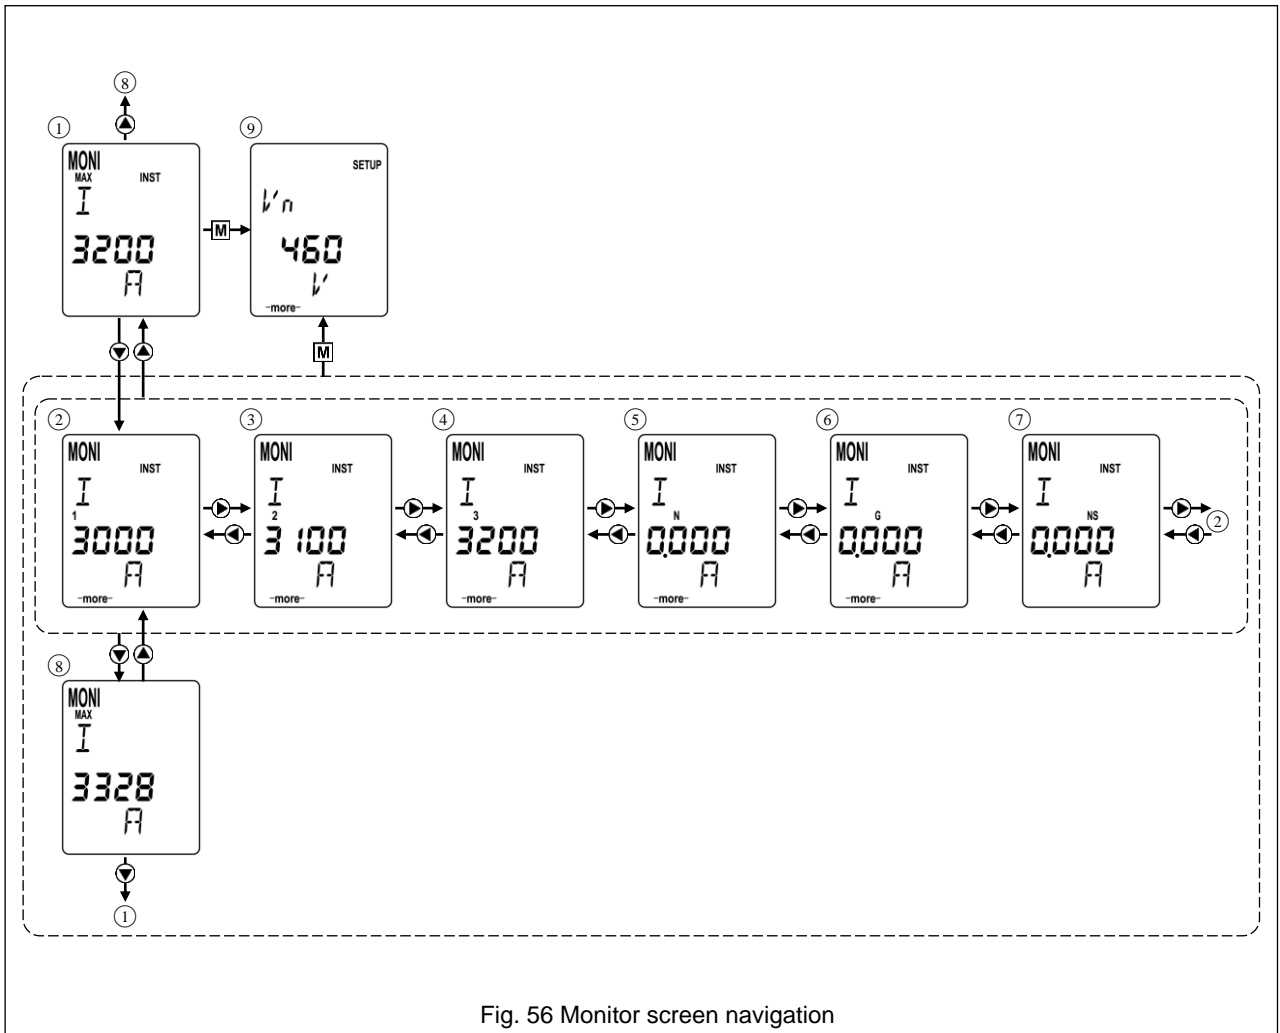 8
1
MONI
MAX INST
I
3200
A
M
9
SETUP
Vn
460
V
-more-
M
2
MONI
INST
I
1
3000
A
-more-
3
MONI
INST
I
2
3100
A
-more-
4
MONI
INST
I
3
3200
A
-more-
5
MONI
INST
I
N
0.000
A
-more-
6
MONI
INST
I
G
0.000
A
-more-
7
MONI
INST
I
NS
0.000
A
2
8
MONI
MAX
I
3328
A
1
Fig. 56 Monitor screen navigation